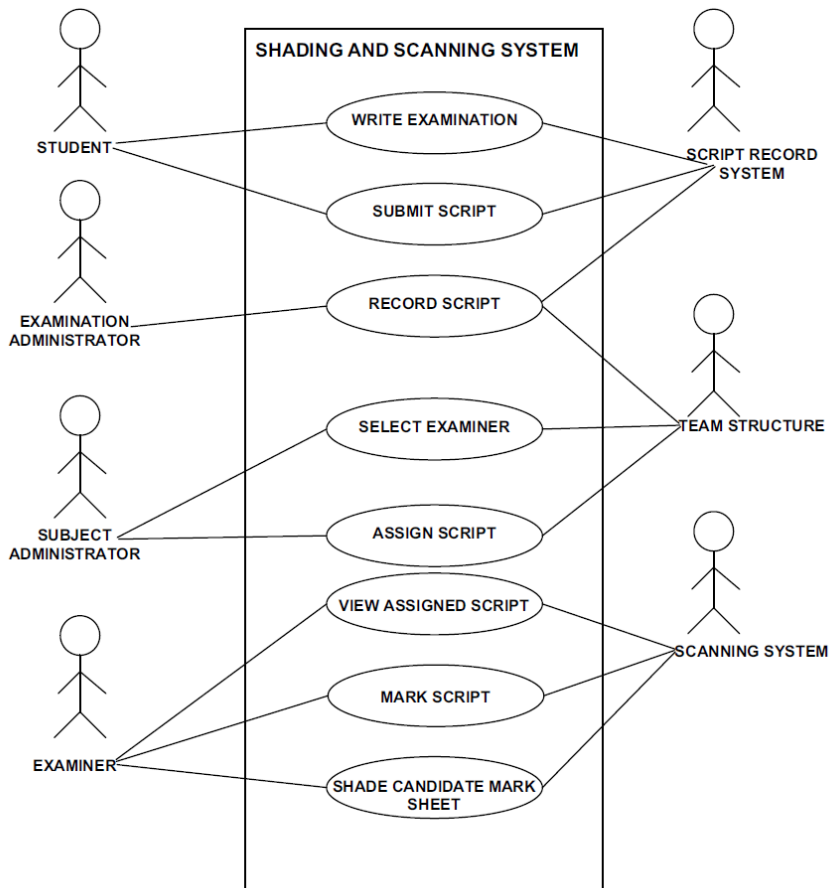 SHADING AND SCANNING SYSTEM
WRITE EXAMINATION
STUDENT
SCRIPT RECORD
SYSTEM
SUBMIT SCRIPT
RECORD SCRIPT
EXAMINATION
ADMINISTRATOR
SELECT EXAMINER
TEAM STRUCTURE
SUBJECT
ADMINISTRATOR
ASSIGN SCRIPT
VIEW ASSIGNED SCRIPT
SCANNING SYSTEM
MARK SCRIPT
EXAMINER
SHADE CANDIDATE MARK
SHEET